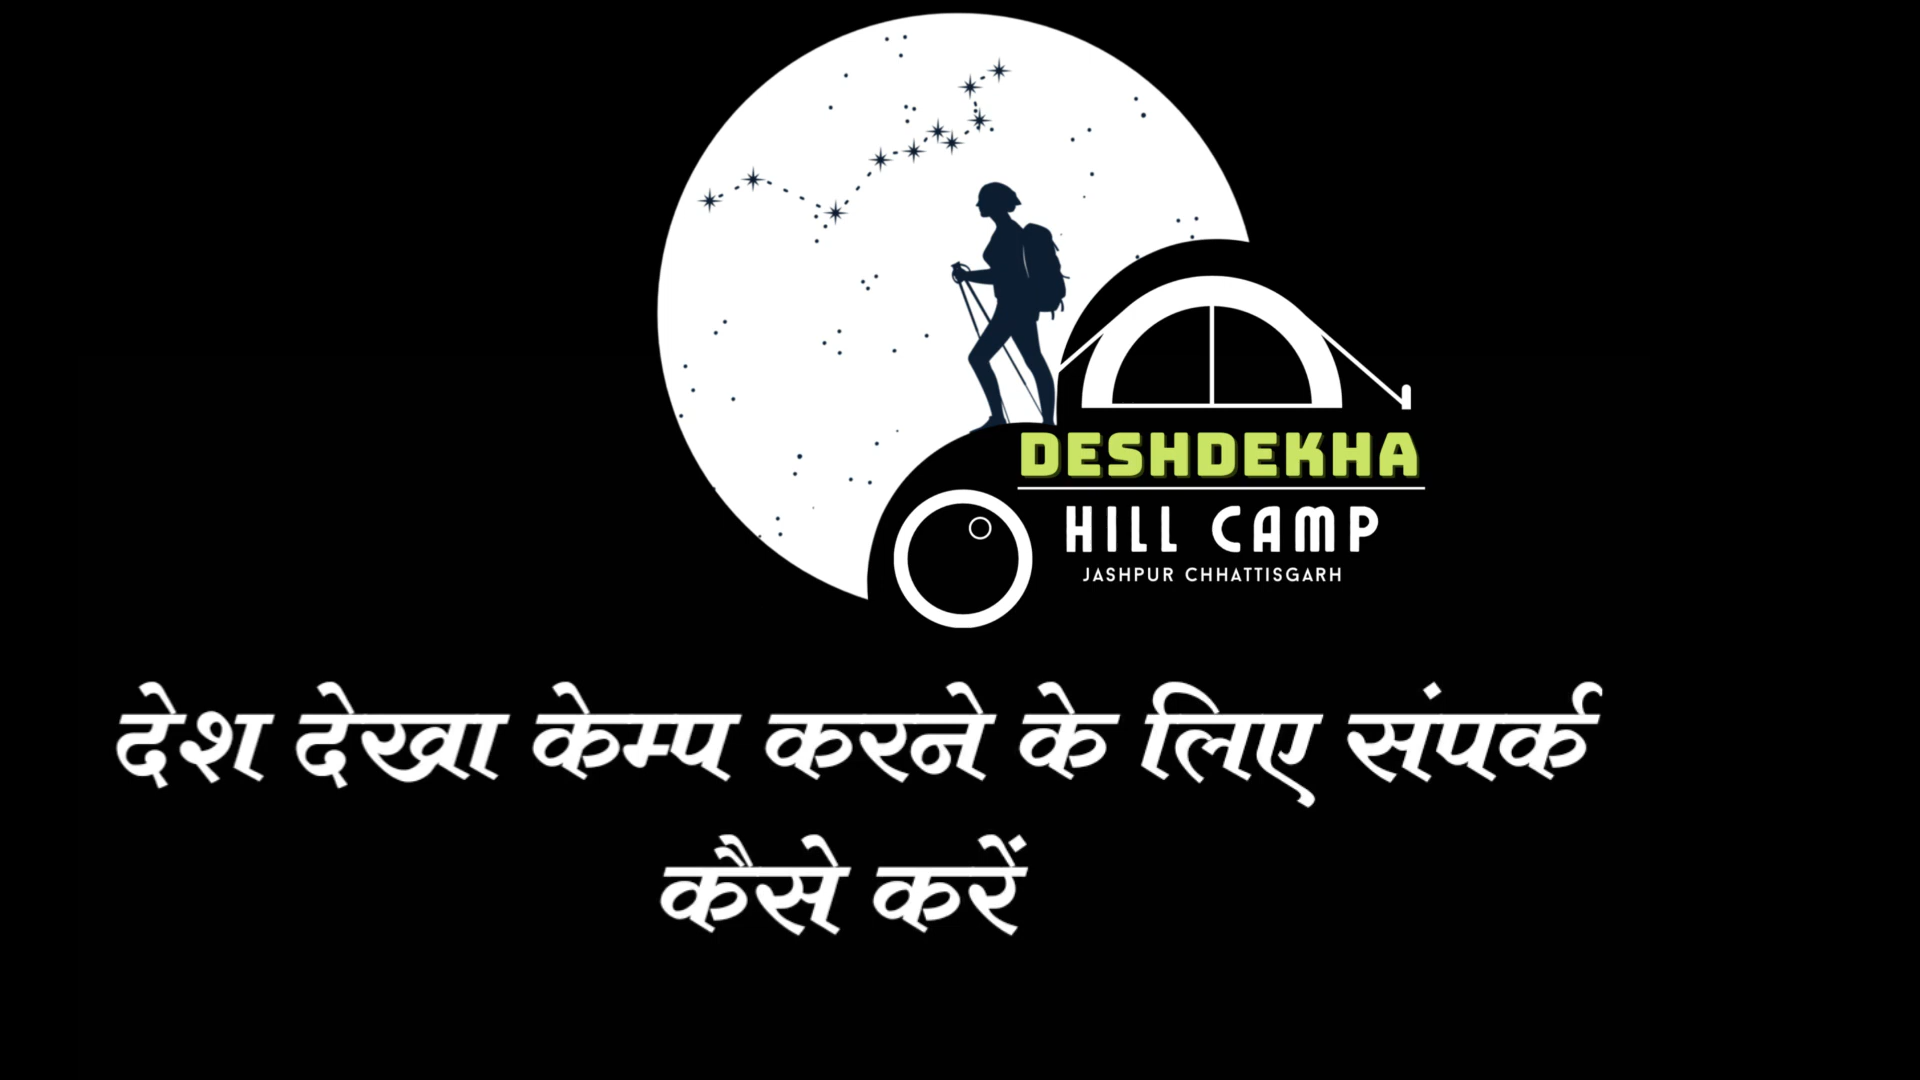 DESHDEKHA
HILL CAMP
JASHPUR CHHATTISGARH
देश देखा केम्प करने के लिए संपर्क
कैसे करें